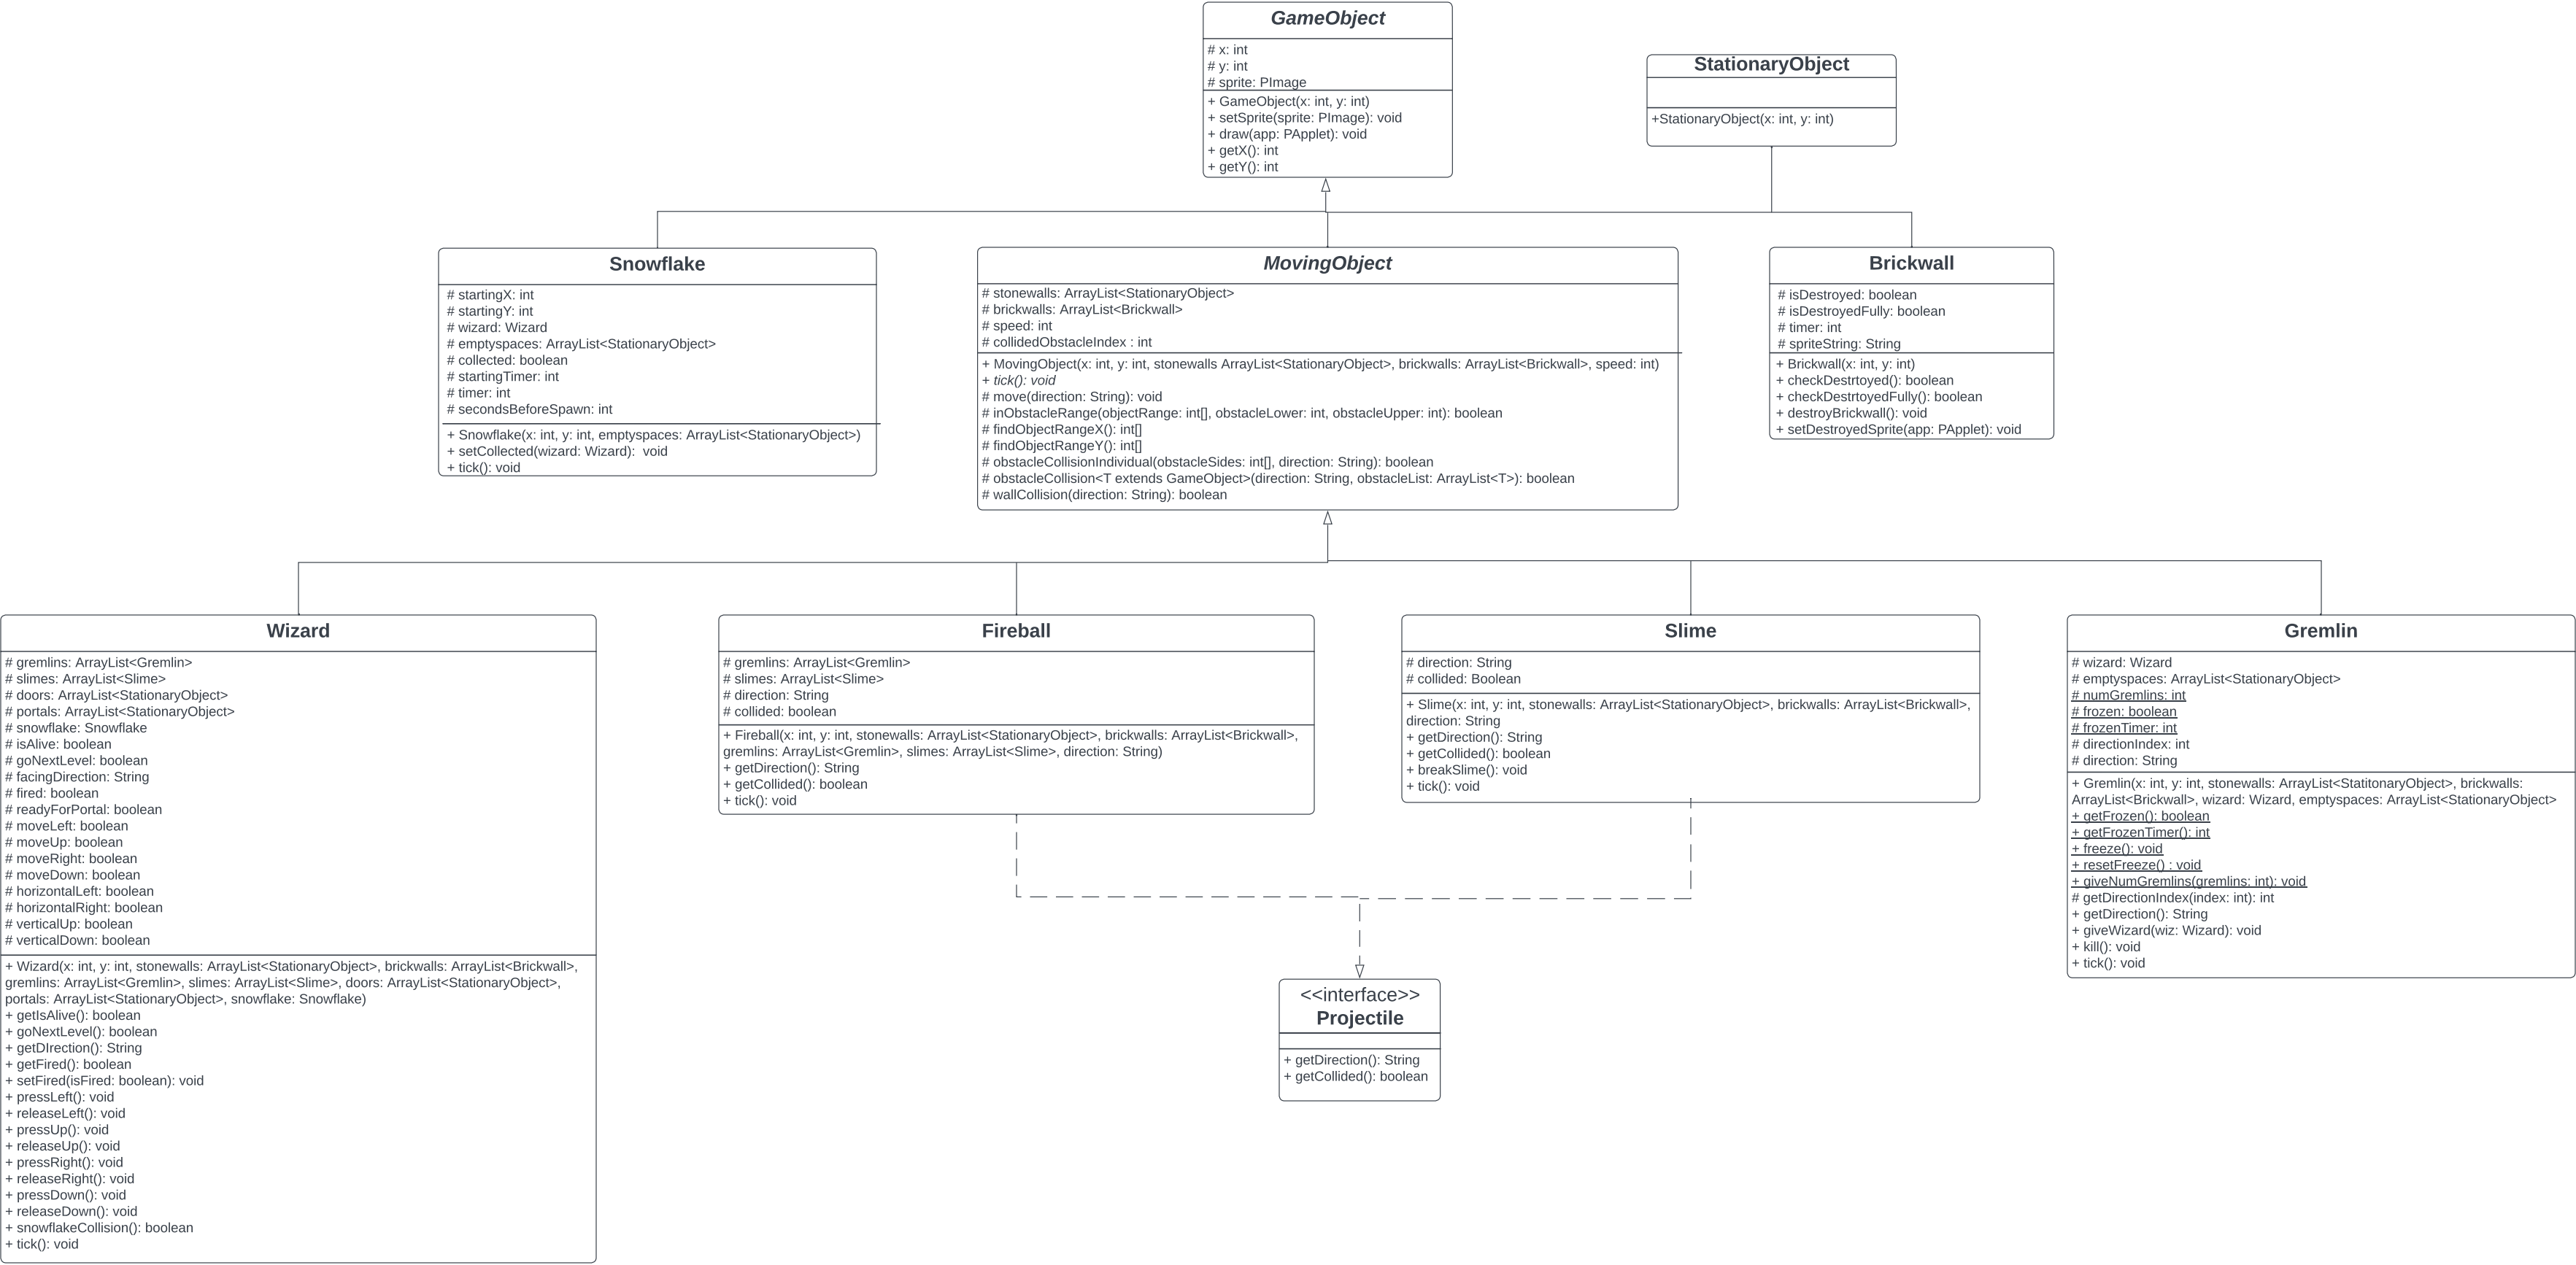 GameObject
# x: int
# y: int
# sprite: PImage
+ GameObject(x: int, y: int)
+ setSprite(sprite: PImage): void
+ draw(app: PApplet): void
+ getX(): int
+ getY(): int
StationaryObject
+StationaryObject(x: int, y: int)
Snowflake
# startingX: int
# startingY: int
# wizard: Wizard
# emptyspaces: ArrayList<StationaryObject>
# collected: boolean
# startingTimer: int
# timer: int
# secondsBeforeSpawn: int
+ Snowflake(x: int, y: int, emptyspaces: ArrayList<StationaryObject>)
+ setCollected(wizard: Wizard):  void
+ tick(): void
MovingObject
# stonewalls: ArrayList<StationaryObject>
# brickwalls: ArrayList<Brickwall>
# speed: int
# collidedObstacleIndex : int
+ MovingObject(x: int, y: int, stonewalls ArrayList<StationaryObject>, brickwalls: ArrayList<Brickwall>, speed: int)
+ tick(): void
# move(direction: String): void
# inObstacleRange(objectRange: int[], obstacleLower: int, obstacleUpper: int): boolean
# findObjectRangeX(): int[]
# findObjectRangeY(): int[]
# obstacleCollisionIndividual(obstacleSides: int[], direction: String): boolean
# obstacleCollision<T extends GameObject>(direction: String, obstacleList: ArrayList<T>): boolean
# wallCollision(direction: String): boolean
Brickwall
# isDestroyed: boolean
# isDestroyedFully: boolean
# timer: int
# spriteString: String
+ Brickwall(x: int, y: int)
+ checkDestrtoyed(): boolean
+ checkDestrtoyedFully(): boolean
+ destroyBrickwall(): void
+ setDestroyedSprite(app: PApplet): void
Wizard
# gremlins: ArrayList<Gremlin>
# slimes: ArrayList<Slime>
# doors: ArrayList<StationaryObject>
# portals: ArrayList<StationaryObject>
# snowflake: Snowflake
# isAlive: boolean
# goNextLevel: boolean
# facingDirection: String
# fired: boolean
# readyForPortal: boolean
# moveLeft: boolean
# moveUp: boolean
# moveRight: boolean
# moveDown: boolean
# horizontalLeft: boolean
# horizontalRight: boolean
# verticalUp: boolean
# verticalDown: boolean
+ Wizard(x: int, y: int, stonewalls: ArrayList<StationaryObject>, brickwalls: ArrayList<Brickwall>,
gremlins: ArrayList<Gremlin>, slimes: ArrayList<Slime>, doors: ArrayList<StationaryObject>,
portals: ArrayList<StationaryObject>, snowflake: Snowflake)
+ getIsAlive(): boolean
+ goNextLevel(): boolean
+ getDIrection(): String
+ getFired(): boolean
+ setFired(isFired: boolean): void
+ pressLeft(): void
+ releaseLeft(): void
+ pressUp(): void
+ releaseUp(): void
+ pressRight(): void
+ releaseRight(): void
+ pressDown(): void
+ releaseDown(): void
+ snowflakeCollision(): boolean
+ tick(): void
Fireball
# gremlins: ArrayList<Gremlin>
# slimes: ArrayList<Slime>
# direction: String
# collided: boolean
+ Fireball(x: int, y: int, stonewalls: ArrayList<StationaryObject>, brickwalls: ArrayList<Brickwall>,
gremlins: ArrayList<Gremlin>, slimes: ArrayList<Slime>, direction: String)
+ getDirection(): String
+ getCollided(): boolean
+ tick(): void
Slime
# direction: String
# collided: Boolean
+ Slime(x: int, y: int, stonewalls: ArrayList<StationaryObject>, brickwalls: ArrayList<Brickwall>,
direction: String
+ getDirection(): String
+ getCollided(): boolean
+ breakSlime(): void
+ tick(): void
Gremlin
# wizard: Wizard
# emptyspaces: ArrayList<StationaryObject>
# numGremlins: int
# frozen: boolean
# frozenTimer: int
# directionIndex: int
# direction: String
+ Gremlin(x: int, y: int, stonewalls: ArrayList<StatitonaryObject>, brickwalls:
ArrayList<Brickwall>, wizard: Wizard, emptyspaces: ArrayList<StationaryObject>
+ getFrozen(): boolean
+ getFrozenTimer(): int
+ freeze(): void
+ resetFreeze() : void
+ giveNumGremlins(gremlins: int): void
# getDirectionIndex(index: int): int
+ getDirection(): String
+ giveWizard(wiz: Wizard): void
+ kill(): void
+ tick(): void
<<interface>>
Projectile
+ getDirection(): String
+ getCollided(): boolean